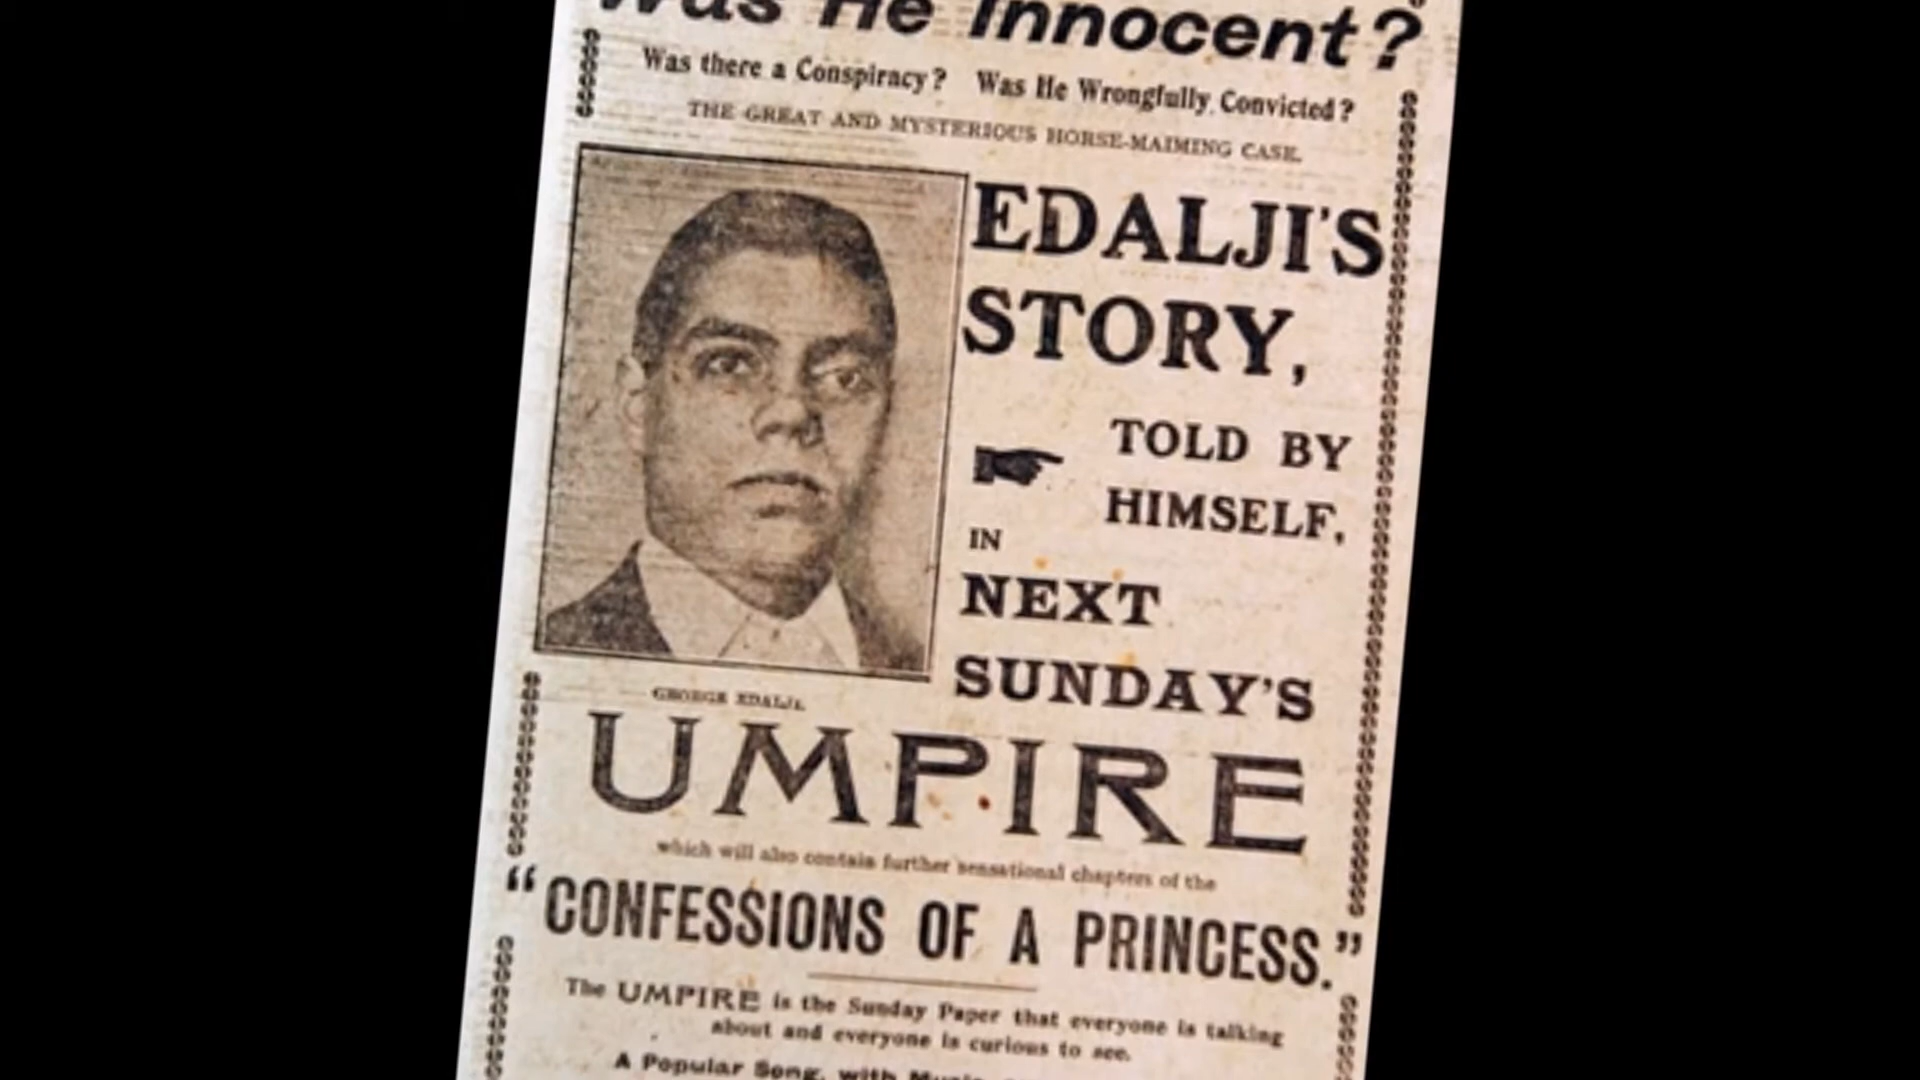 Was He Innocent?
Was there a Conspiracy? Was He Wrongfully Convicted?
THE GREAT AND MYSTERIOUS HORSE-MAIMING CASE.
EDALJI'S
STORY,
TOLD BY
HIMSELF,
IN
NEXT
SUNDAY'S
GEORGE EDALJI.
UMPIRE
which will also contain further sensational chapters of the
“CONFESSIONS OF A PRINCESS.”
The UMPIRE is the Sunday Paper that everyone is talking
about and everyone is curious to see.
A Popular Song, with Music